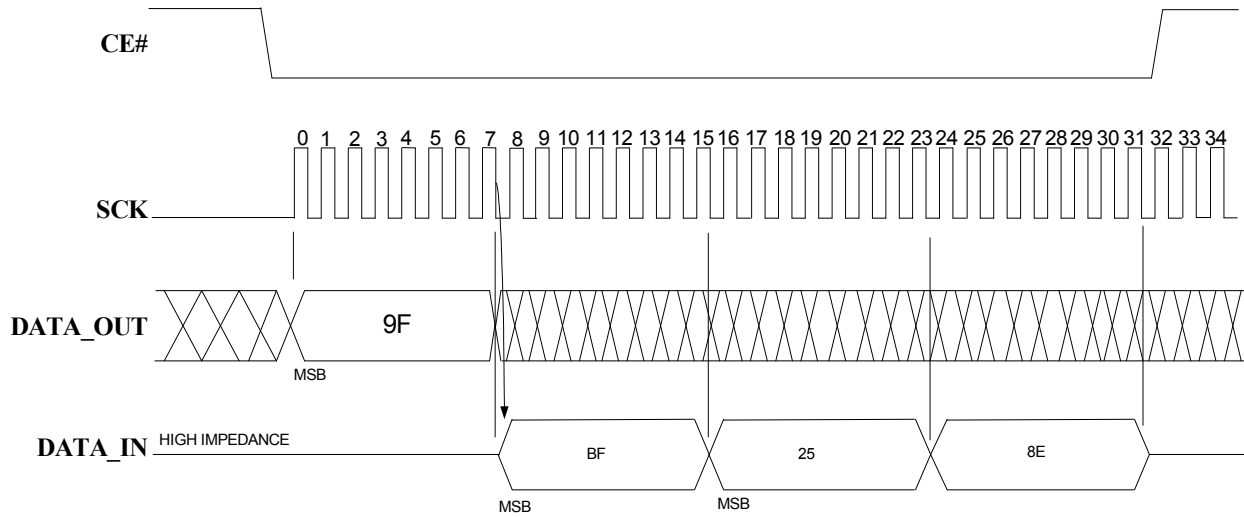 CE#
0 1 2 3 4 5 6 7 8 9 10 11 12 13 14 15 16 17 18 19 20 21 22 23 24 25 26 27 28 29 30 31 32 33 34
SCK
DATA_OUT
9F
MSB
DATA_IN
HIGH IMPEDANCE
BF
25
8E
MSB
MSB